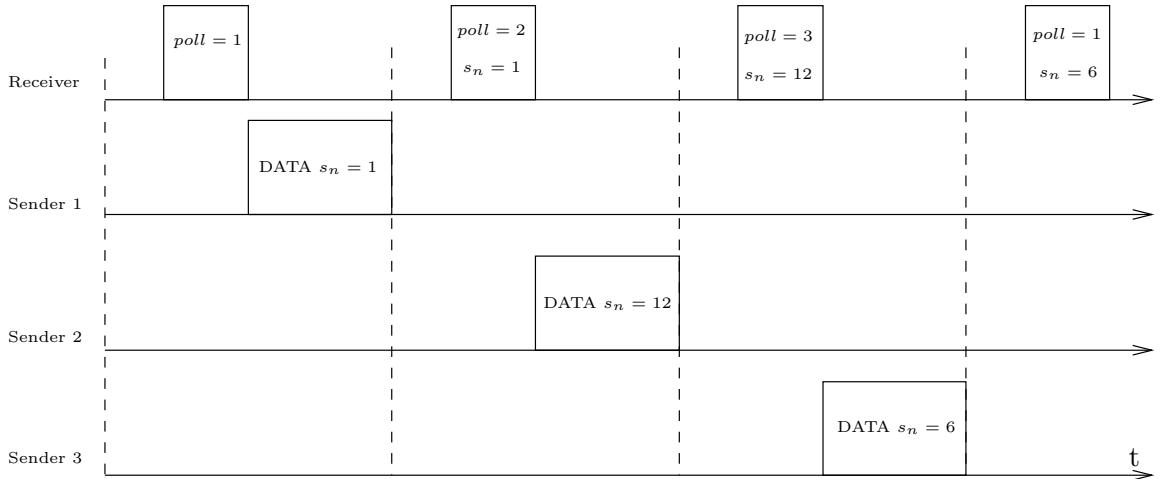 poll = 1
poll = 2
s_n = 1
poll = 3
s_n = 12
poll = 1
s_n = 6
Receiver
DATA s_n = 1
Sender 1
DATA s_n = 12
Sender 2
DATA s_n = 6
Sender 3
t